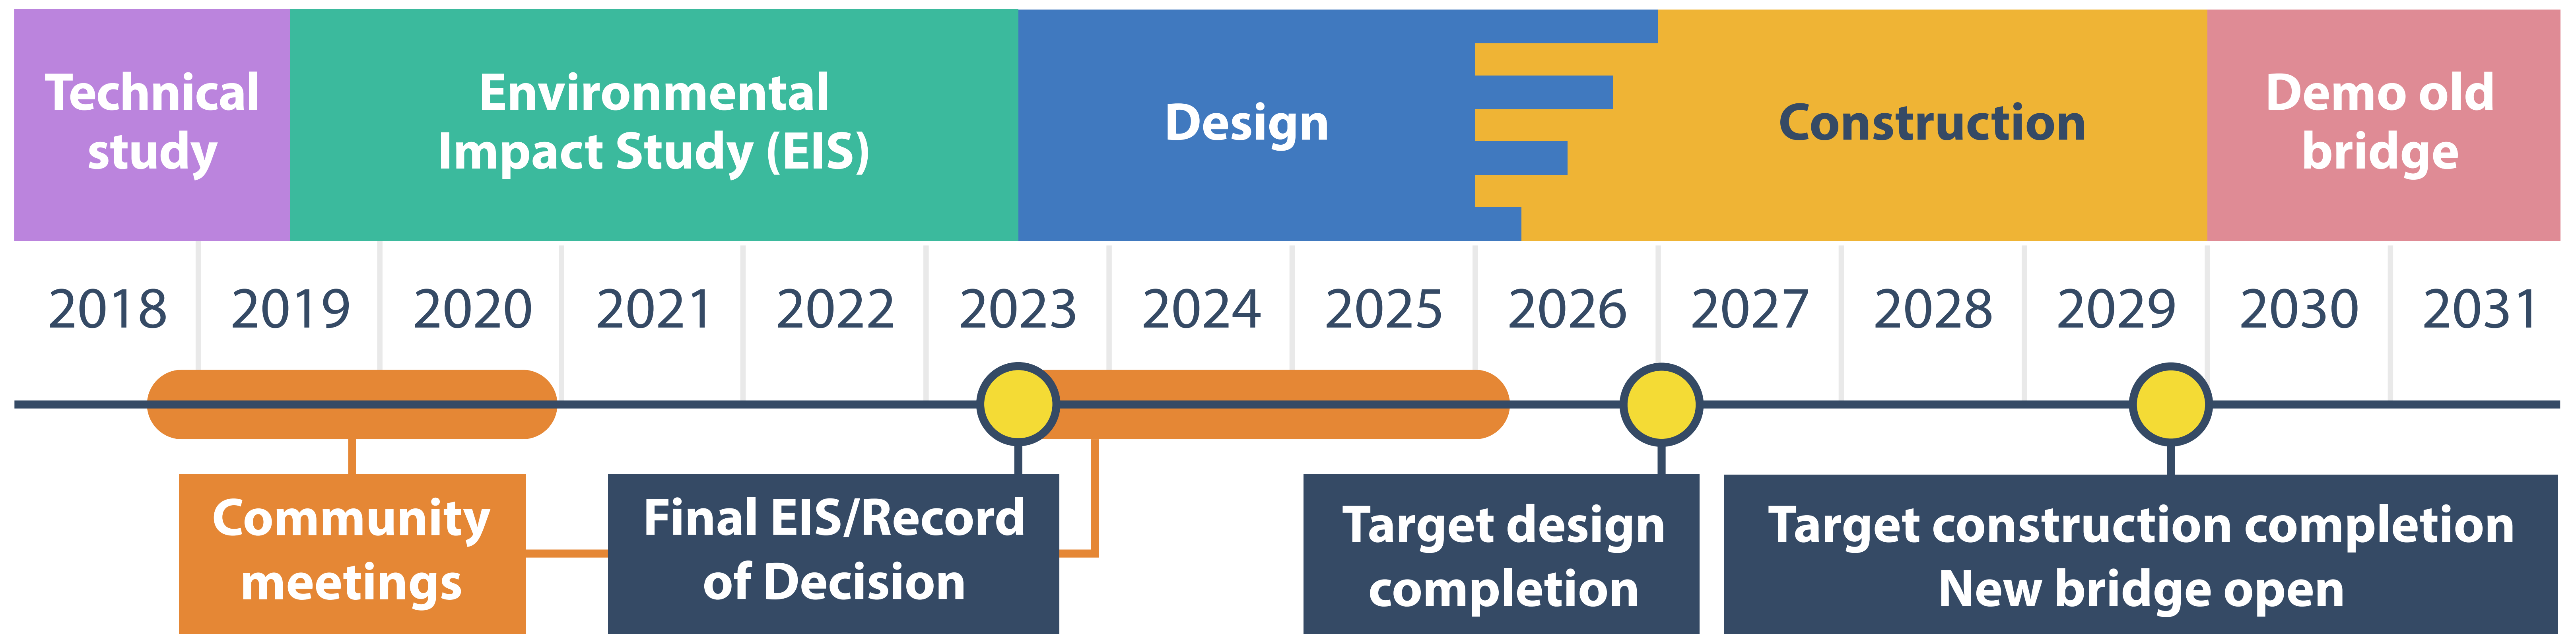 Technical
study
Environmental
Impact Study (EIS)
Design
Construction
Demo old
bridge
2018 2019 2020 2021 2022 2023 2024 2025 2026 2027 2028 2029 2030 2031
Community
meetings
Final EIS/Record
of Decision
Target design
completion
Target construction completion
New bridge open